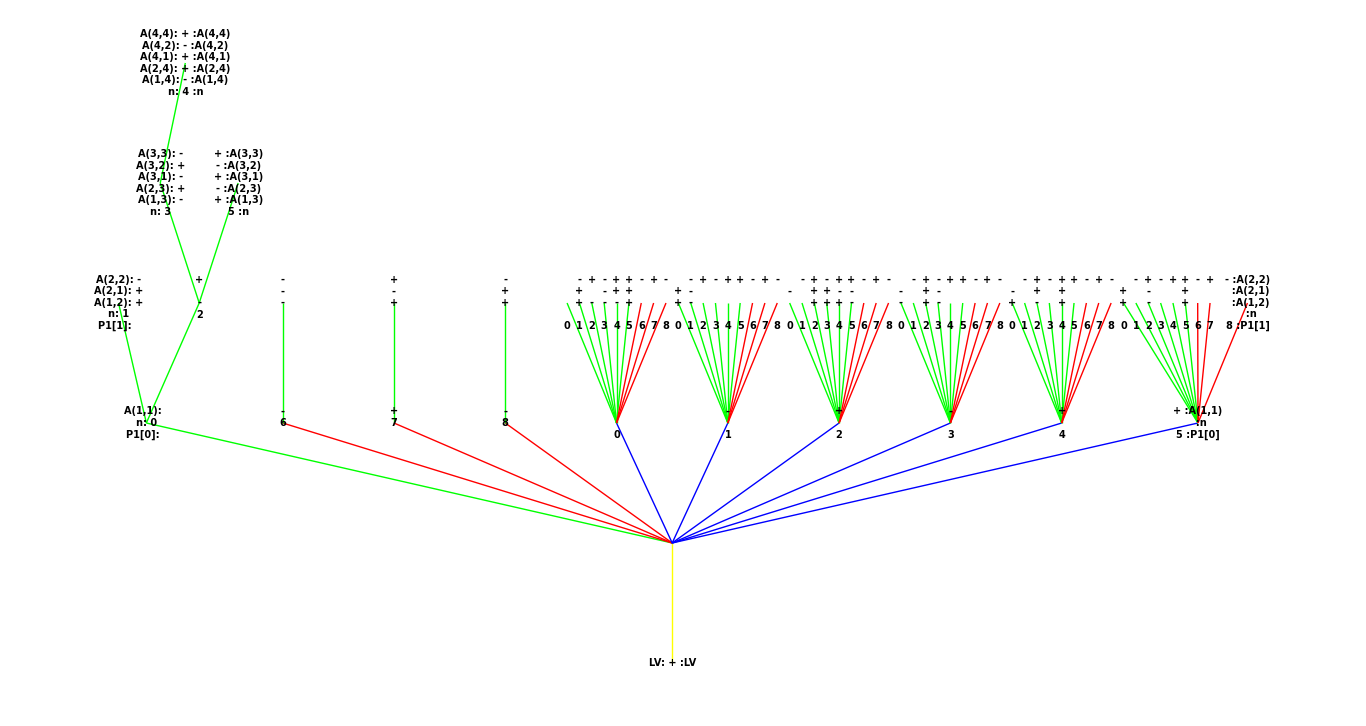 A(4,4): + :A(4,4)
A(4,2): - :A(4,2)
A(4,1): + :A(4,1)
A(2,4): + :A(2,4)
A(1,4): - :A(1,4)
n: 4 :n
A(3,3): - + :A(3,3)
A(3,2): + - :A(3,2)
A(3,1): - + :A(3,1)
A(2,3): + - :A(2,3)
A(1,3): - + :A(1,3)
n: 3 5 :n
A(2,2): - + - + - - + - + + - + - - + - + + - + - - + - + + - + - - + - + + - + - - + - + + - + - - + - + + - + - :A(2,2)
A(2,1): + - - + + - + + + - - + + - - - + - - + + + - + :A(2,1)
A(1,2): + - - + + + - - - + + - + + + - - + - + - + + - + :A(1,2)
n: 1 2 :n
P1[1]: 0 1 2 3 4 5 6 7 8 0 1 2 3 4 5 6 7 8 0 1 2 3 4 5 6 7 8 0 1 2 3 4 5 6 7 8 0 1 2 3 4 5 6 7 8 0 1 2 3 4 5 6 7 8 :P1[1]
A(1,1): - + - + + + :A(1,1)
n: 0 6 7 8 :n
P1[0]: 0 1 2 3 4 5 :P1[0]
LV: + :LV